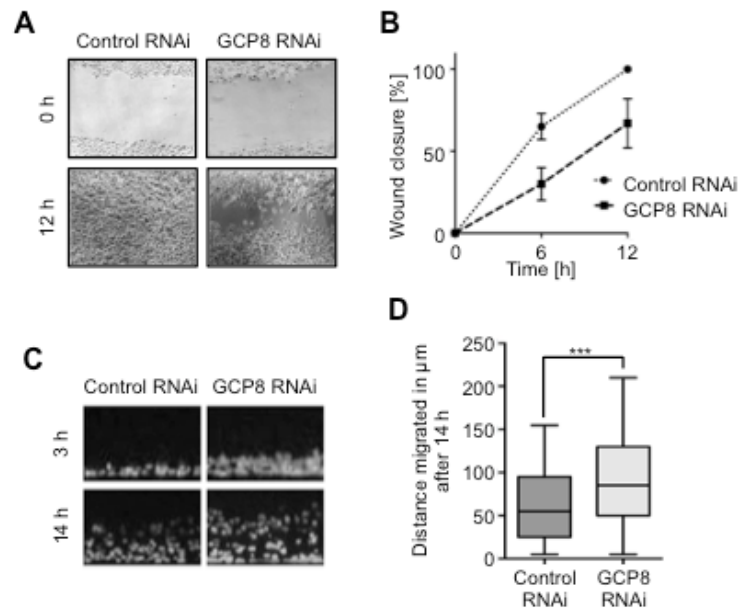 A
Control RNAi GCP8 RNAi
0 h
12 h
B
Wound closure [%]
100
50
0
0 6 12
Time [h]
Control RNAi
GCP8 RNAi
C
Control RNAi GCP8 RNAi
3 h
14 h
D
Distance migrated in µm
after 14 h
250
200
150
100
50
0
***
Control GCP8
RNAi RNAi